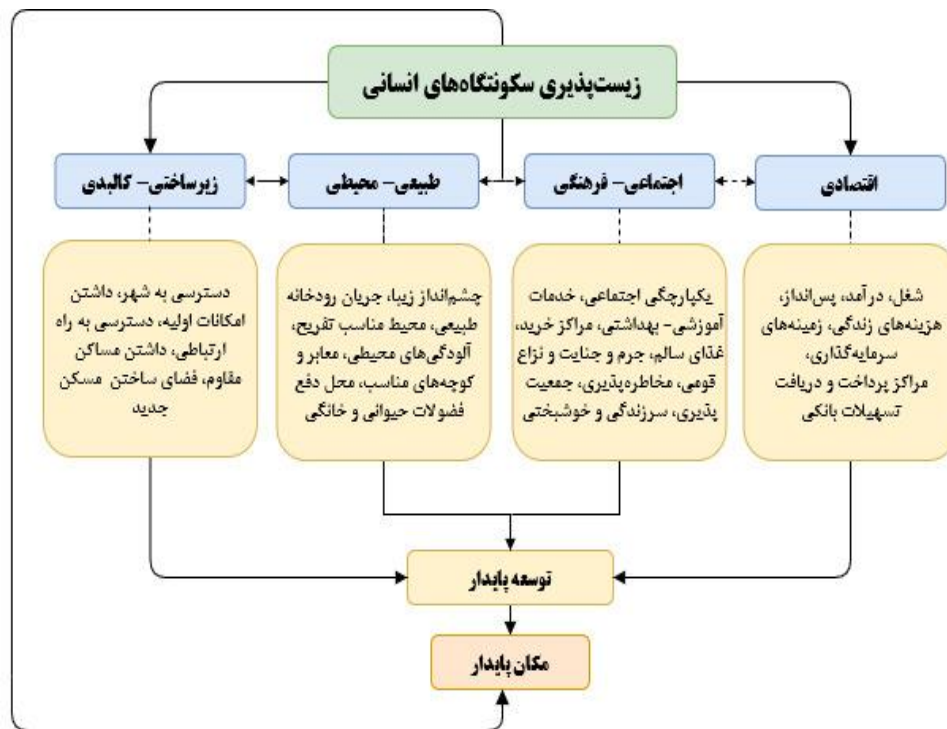 زیست‌پذیری سکونتگاه‌های انسانی
اقتصادی
اجتماعی- فرهنگی
طبیعی- محیطی
زیرساختی- کالبدی
شغل، درآمد، پس‌انداز،
هزینه‌های زندگی، زمینه‌های
سرمایه‌گذاری،
مراکز پرداخت و دریافت
تسهیلات بانکی
یکپارچگی اجتماعی، خدمات
آموزشی- بهداشتی، مراکز خرید،
غذای سالم، جرم و جنایت و نزاع
قومی، مخاطره‌پذیری، جمعیت
پذیری، سرزندگی و خوشبختی
چشم‌انداز زیبا، جریان رودخانه
طبیعی، محیط مناسب تفریح،
آلودگی‌های محیطی، معابر و
کوچه‌های مناسب، محل دفع
فضولات حیوانی و خانگی
دسترسی به شهر، داشتن
امکانات اولیه، دسترسی به راه
ارتباطی، داشتن مساکن
مقاوم، فضای ساختن مسکن
جدید
توسعه پایدار
مکان پایدار